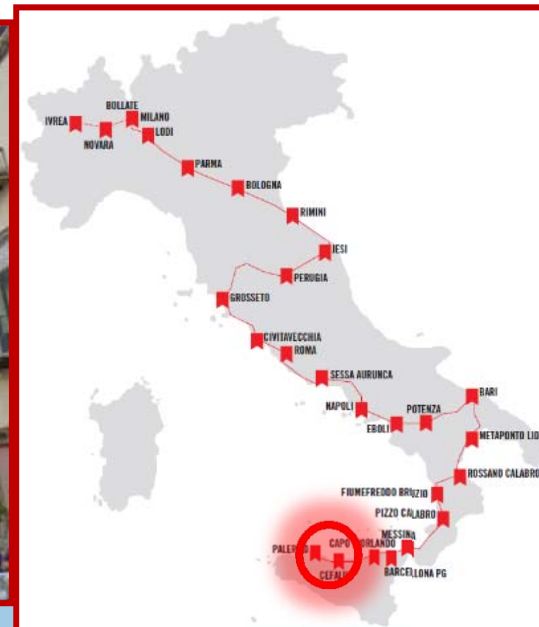 BOLLATE
MILANO
IVREA
NOVARA
LODI
PARMA
BOLOGNA
RIMINI
IESI
PERUGIA
GROSSETO
CIVITAVECCHIA
ROMA
SESSA AURUNCA
NAPOLI
EBOLI
POTENZA
BARI
METAPONTO LID
ROSSANO CALABRO
FIUMEFREDDO BRUZIO
PIZZO CALABRO
MESSINA
CAPO ORLANDO
PALERMO
CEFALU
BARCELLONA PG